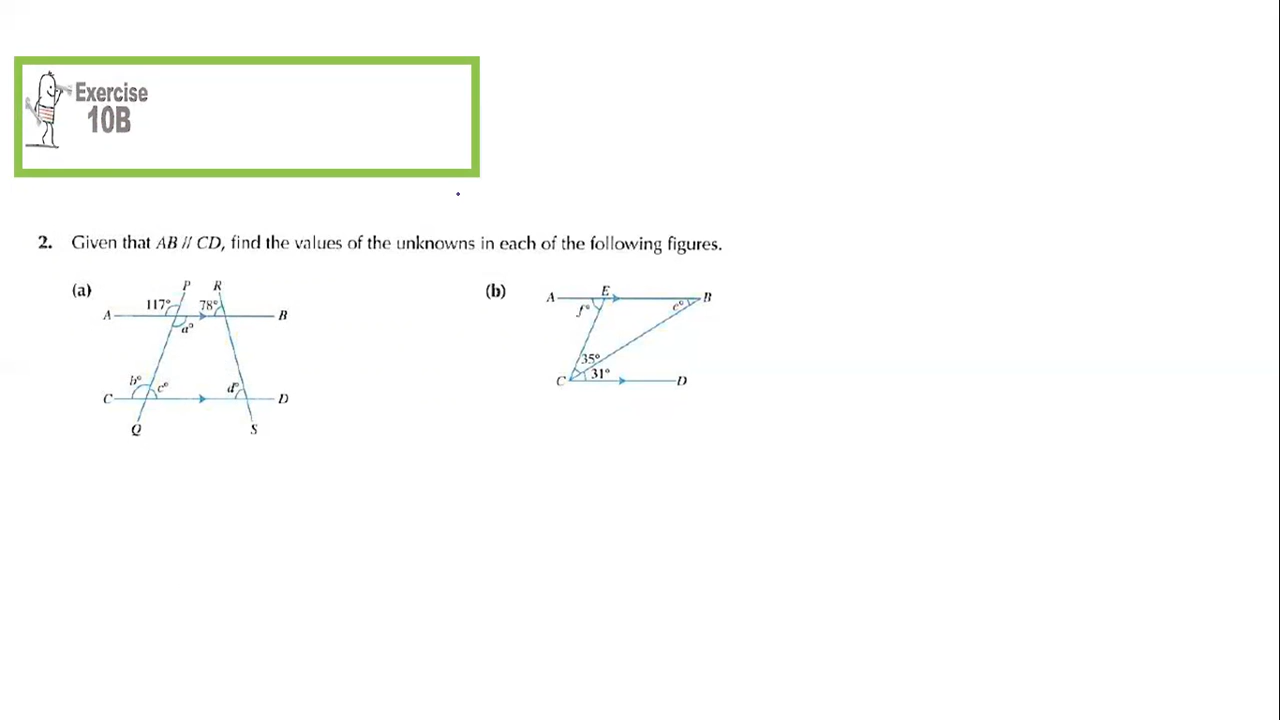 Exercise
10B
2. Given that AB // CD, find the values of the unknowns in each of the following figures.
(a)
P R
117° 78°
A B
a°
b° c° d°
C D
Q S
(b)
A E B
f° e°
35°
C 31° D